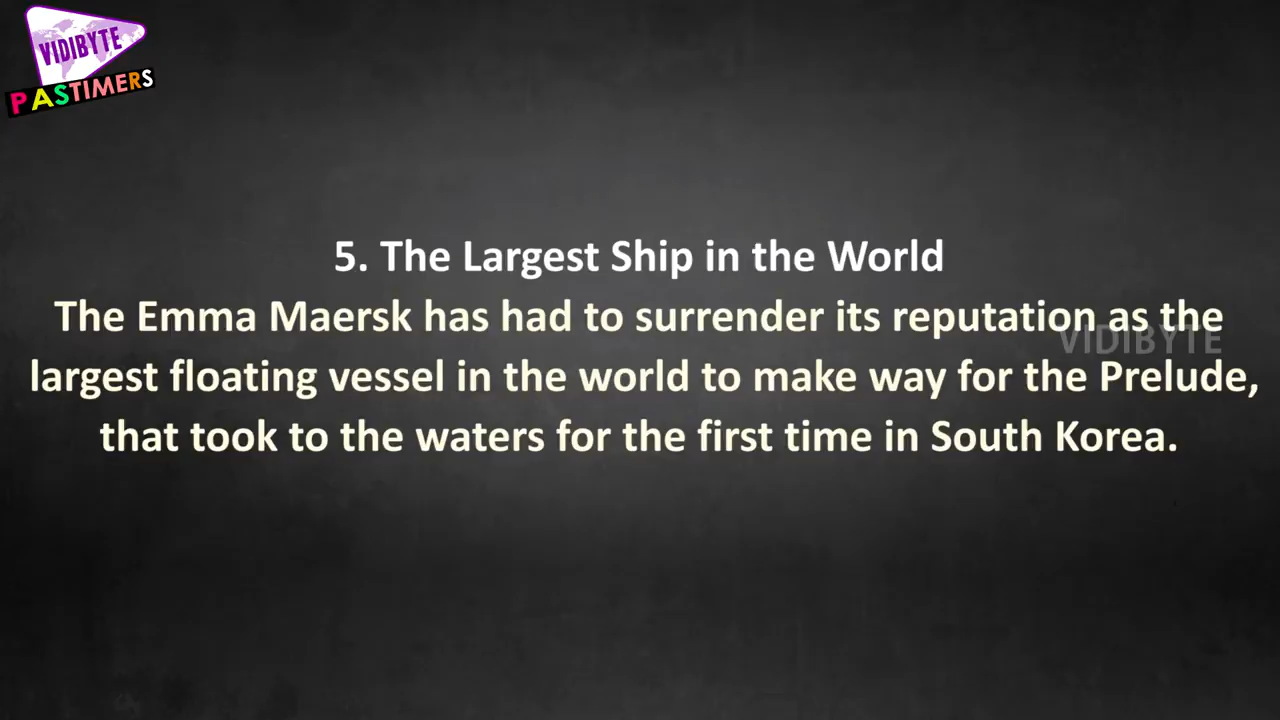 VIDIBYTE
PASTIMERS
5. The Largest Ship in the World
The Emma Maersk has had to surrender its reputation as the
VIDIBYTE
largest floating vessel in the world to make way for the Prelude,
that took to the waters for the first time in South Korea.